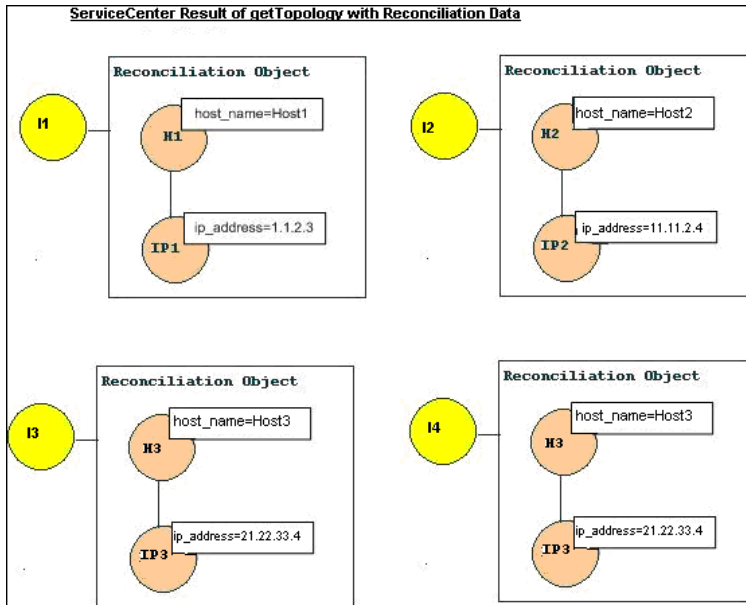 ServiceCenter Result of getTopology with Reconciliation Data
Reconciliation Object
I1
host_name=Host1
H1
ip_address=1.1.2.3
IP1
Reconciliation Object
I2
host_name=Host2
H2
ip_address=11.11.2.4
IP2
Reconciliation Object
I3
host_name=Host3
H3
ip_address=21.22.33.4
IP3
Reconciliation Object
I4
host_name=Host3
H3
ip_address=21.22.33.4
IP3